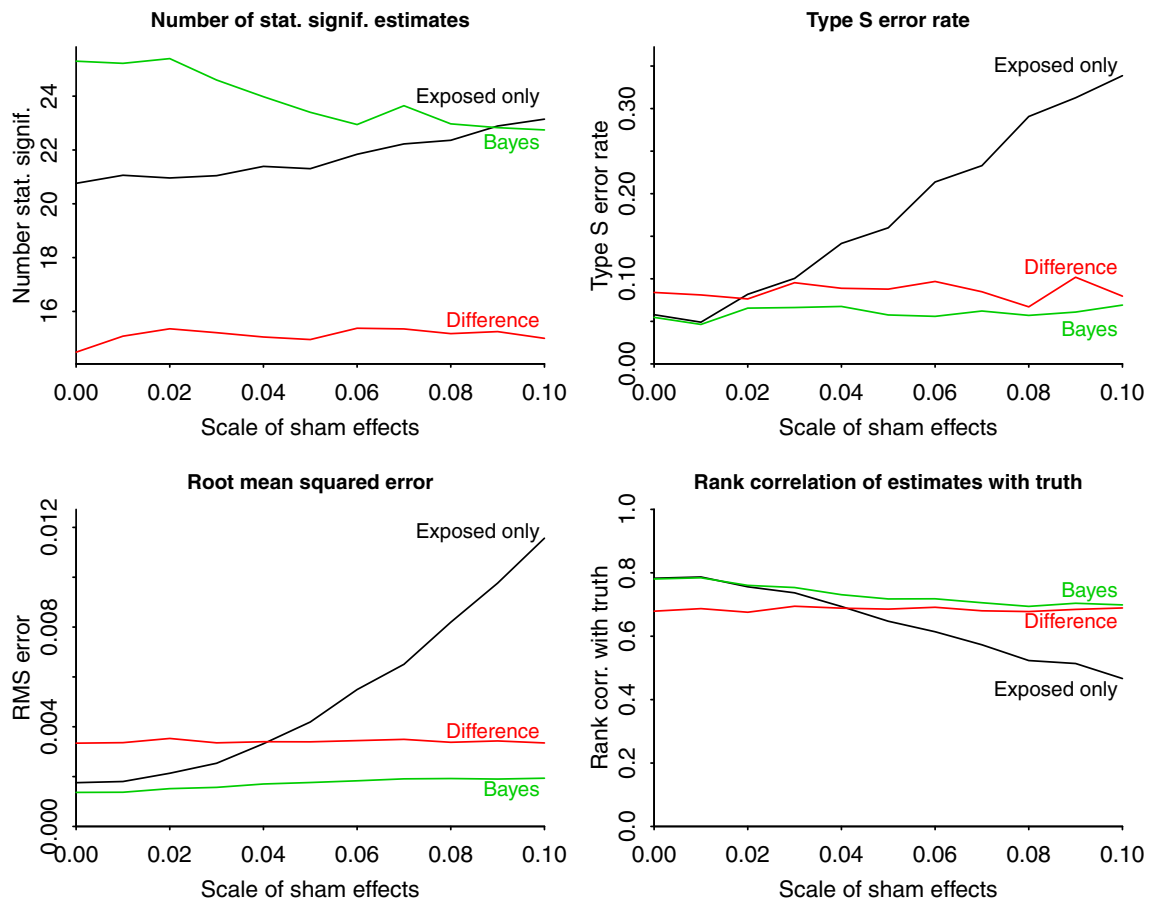 Number of stat. signif. estimates
Number stat. signif.
16 18 20 22 24
Exposed only
Bayes
Difference
0.00 0.02 0.04 0.06 0.08 0.10
Scale of sham effects
Type S error rate
Type S error rate
0.00 0.10 0.20 0.30
Exposed only
Difference
Bayes
0.00 0.02 0.04 0.06 0.08 0.10
Scale of sham effects
Root mean squared error
RMS error
0.000 0.004 0.008 0.012
Exposed only
Difference
Bayes
0.00 0.02 0.04 0.06 0.08 0.10
Scale of sham effects
Rank correlation of estimates with truth
Rank corr. with truth
0.0 0.2 0.4 0.6 0.8 1.0
Bayes
Difference
Exposed only
0.00 0.02 0.04 0.06 0.08 0.10
Scale of sham effects